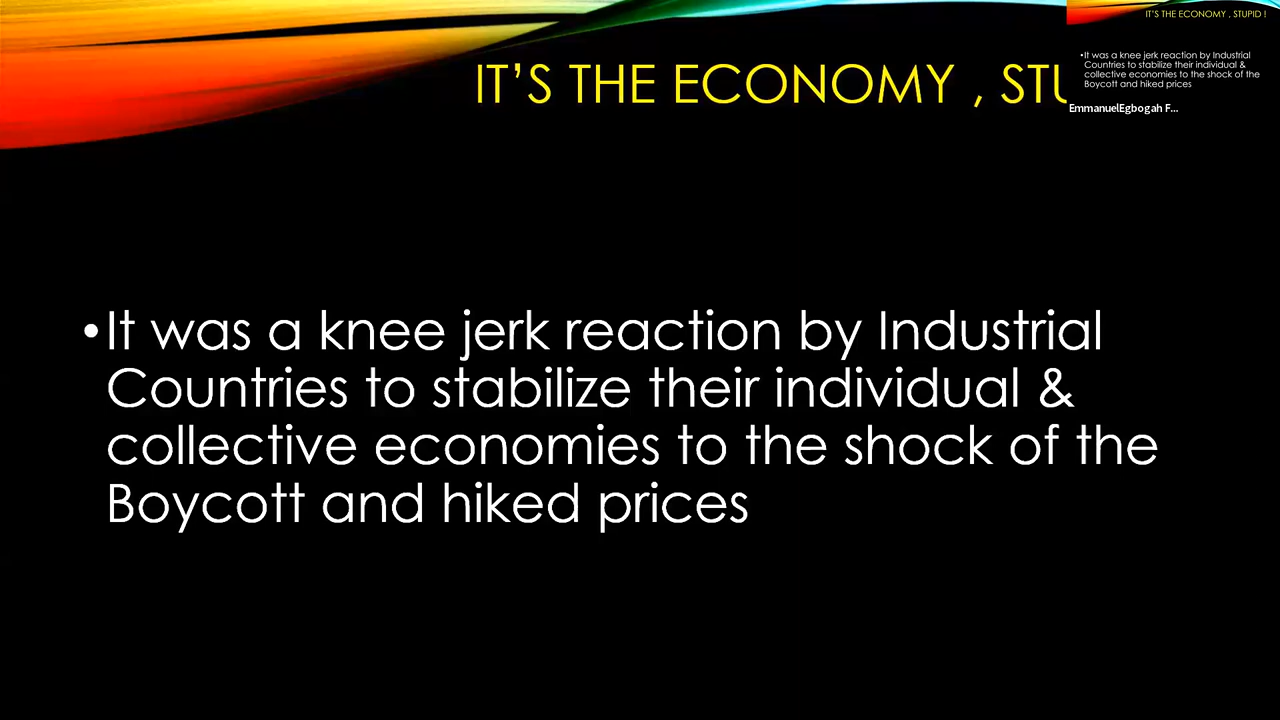 IT'S THE ECONOMY , STU
IT'S THE ECONOMY , STUPID !
•It was a knee jerk reaction by Industrial
Countries to stabilize their individual &
collective economies to the shock of the
Boycott and hiked prices
EmmanuelEgbogah F...
•It was a knee jerk reaction by Industrial
Countries to stabilize their individual &
collective economies to the shock of the
Boycott and hiked prices